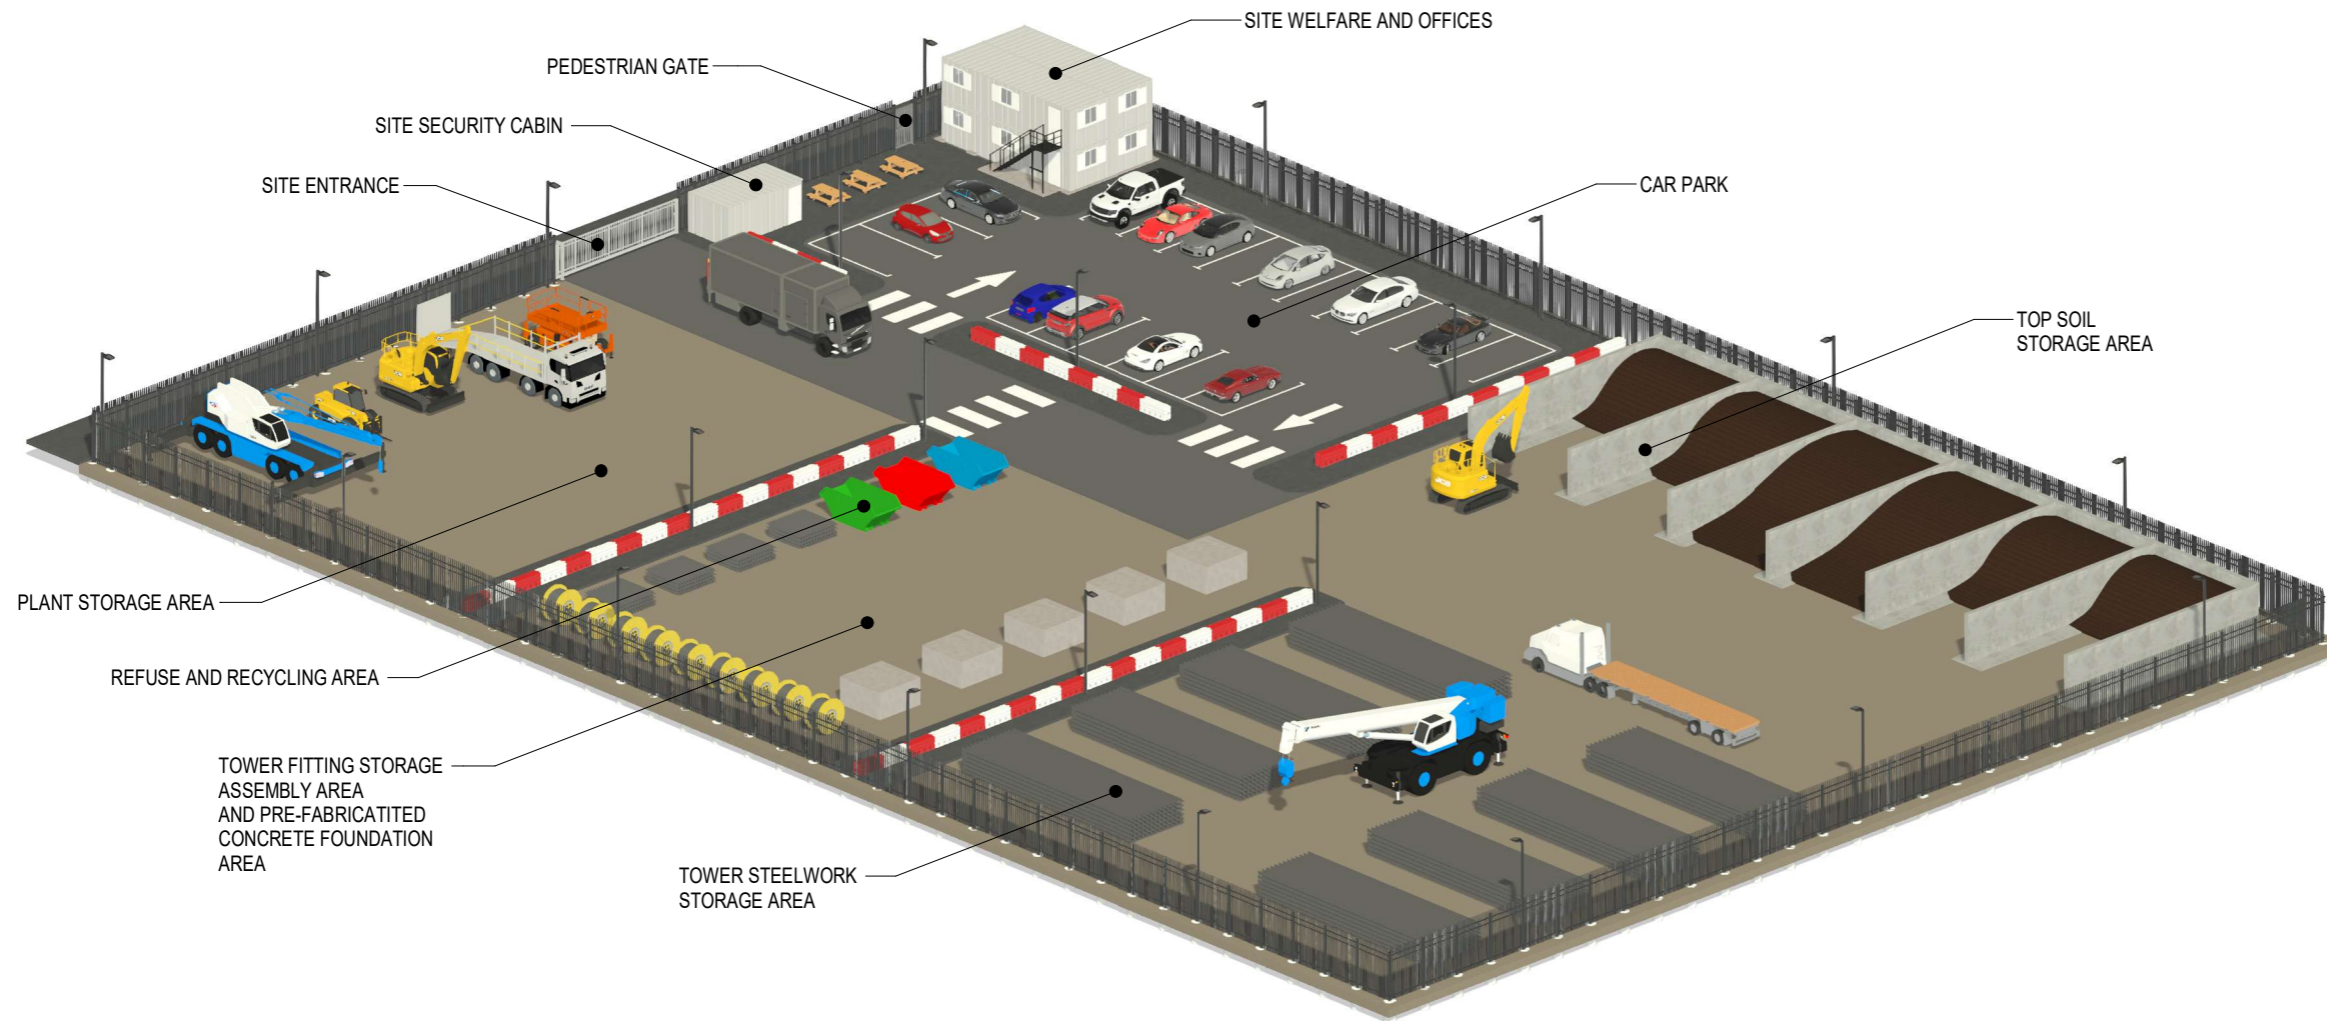 SITE WELFARE AND OFFICES
PEDESTRIAN GATE
SITE SECURITY CABIN
SITE ENTRANCE
CAR PARK
TOP SOIL
STORAGE AREA
PLANT STORAGE AREA
REFUSE AND RECYCLING AREA
TOWER FITTING STORAGE
ASSEMBLY AREA
AND PRE-FABRICATITED
CONCRETE FOUNDATION
AREA
TOWER STEELWORK
STORAGE AREA